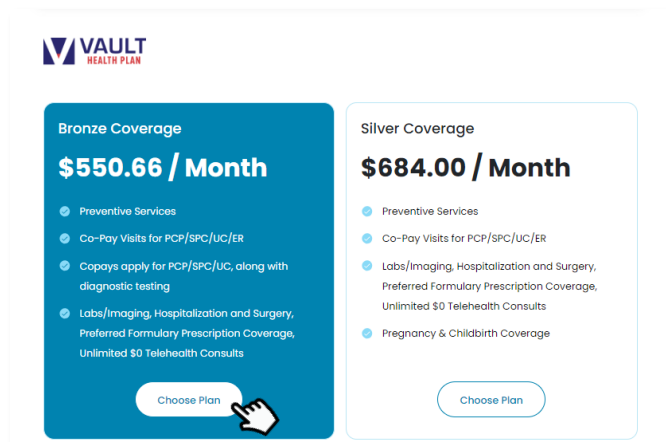 VAULT
HEALTH PLAN
Bronze Coverage
$550.66 / Month
Preventive Services
Co-Pay Visits for PCP/SPC/UC/ER
Copays apply for PCP/SPC/UC, along with
diagnostic testing
Labs/Imaging, Hospitalization and Surgery,
Preferred Formulary Prescription Coverage,
Unlimited $0 Telehealth Consults
Choose Plan
Silver Coverage
$684.00 / Month
Preventive Services
Co-Pay Visits for PCP/SPC/UC/ER
Labs/Imaging, Hospitalization and Surgery,
Preferred Formulary Prescription Coverage,
Unlimited $0 Telehealth Consults
Pregnancy & Childbirth Coverage
Choose Plan